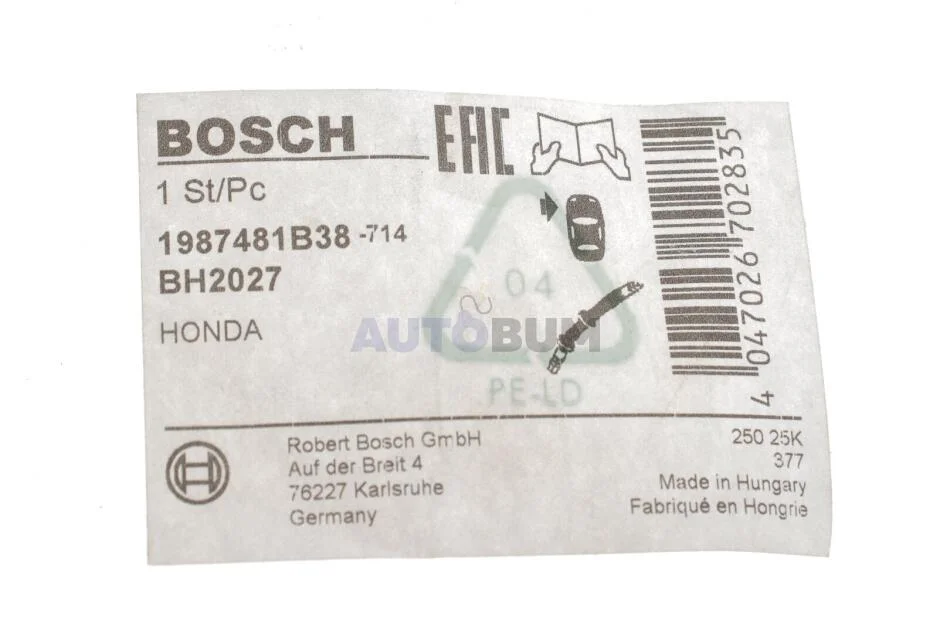 BOSCH
EAC
1 St/Pc
1987481B38 -714
BH2027
HONDA
04
PE-LD
AUTOBUM
4 047026 702835
Robert Bosch GmbH
Auf der Breit 4
76227 Karlsruhe
Germany
250 25K
377
Made in Hungary
Fabriqué en Hongrie